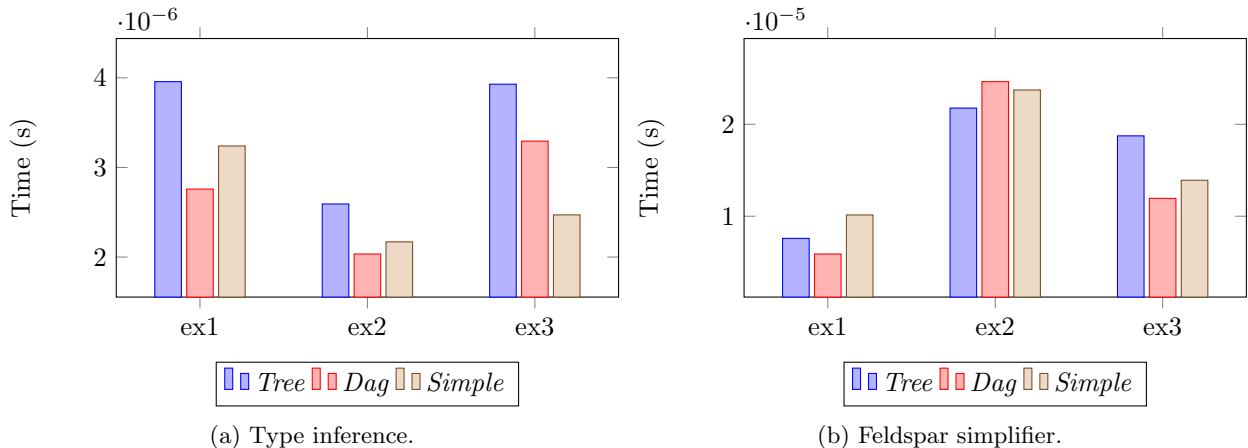 ·10⁻⁶
4
3
2
Time (s)
ex1 ex2 ex3
Tree Dag Simple
(a) Type inference.
·10⁻⁵
2
1
Time (s)
ex1 ex2 ex3
Tree Dag Simple
(b) Feldspar simplifier.